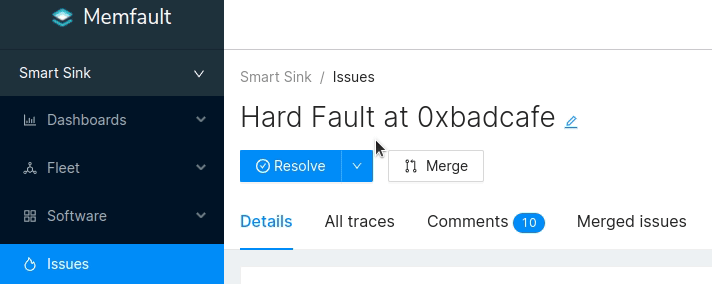 Memfault
Smart Sink
Smart Sink / Issues
Hard Fault at 0xbadcafe
Dashboards
Fleet
Resolve
Merge
Software
Details
All traces
Comments 10
Merged issues
Issues